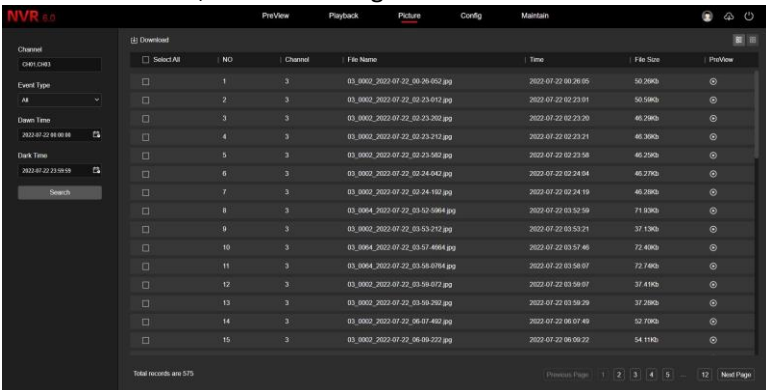 NVR 6.0 PreView Playback Picture Config Maintain
Channel
CH01,CH03
Event Type
All
Dawn Time
2022-07-22 00:00:00
Dark Time
2022-07-22 23:59:59
Search
Download
Select All NO Channel File Name Time File Size PreView
1 3 03_0002_2022-07-22_00-26-052.jpg 2022-07-22 00:26:05 50.26Kb
2 3 03_0002_2022-07-22_02-23-012.jpg 2022-07-22 02:23:01 50.59Kb
3 3 03_0002_2022-07-22_02-23-202.jpg 2022-07-22 02:23:20 46.29Kb
4 3 03_0002_2022-07-22_02-23-212.jpg 2022-07-22 02:23:21 46.36Kb
5 3 03_0002_2022-07-22_02-23-582.jpg 2022-07-22 02:23:58 46.25Kb
6 3 03_0002_2022-07-22_02-24-042.jpg 2022-07-22 02:24:04 46.27Kb
7 3 03_0002_2022-07-22_02-24-192.jpg 2022-07-22 02:24:19 46.28Kb
8 3 03_0064_2022-07-22_03-52-5964.jpg 2022-07-22 03:52:59 71.93Kb
9 3 03_0002_2022-07-22_03-53-212.jpg 2022-07-22 03:53:21 37.13Kb
10 3 03_0064_2022-07-22_03-57-4664.jpg 2022-07-22 03:57:46 72.40Kb
11 3 03_0064_2022-07-22_03-58-0764.jpg 2022-07-22 03:58:07 72.74Kb
12 3 03_0002_2022-07-22_03-59-072.jpg 2022-07-22 03:59:07 37.41Kb
13 3 03_0002_2022-07-22_03-59-292.jpg 2022-07-22 03:59:29 37.28Kb
14 3 03_0002_2022-07-22_06-07-492.jpg 2022-07-22 06:07:49 52.70Kb
15 3 03_0002_2022-07-22_06-09-222.jpg 2022-07-22 06:09:22 54.11Kb
Total records are 575 Previous Page 1 2 3 4 5 ... 12 Next Page